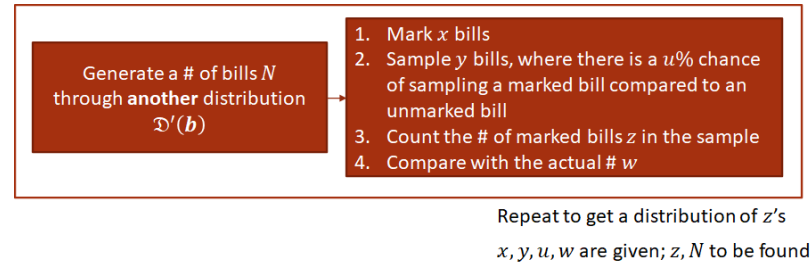 Generate a # of bills N
through another distribution
𝔇′(b)
1. Mark x bills
2. Sample y bills, where there is a u% chance
of sampling a marked bill compared to an
unmarked bill
3. Count the # of marked bills z in the sample
4. Compare with the actual # w
Repeat to get a distribution of z's
x, y, u, w are given; z, N to be found